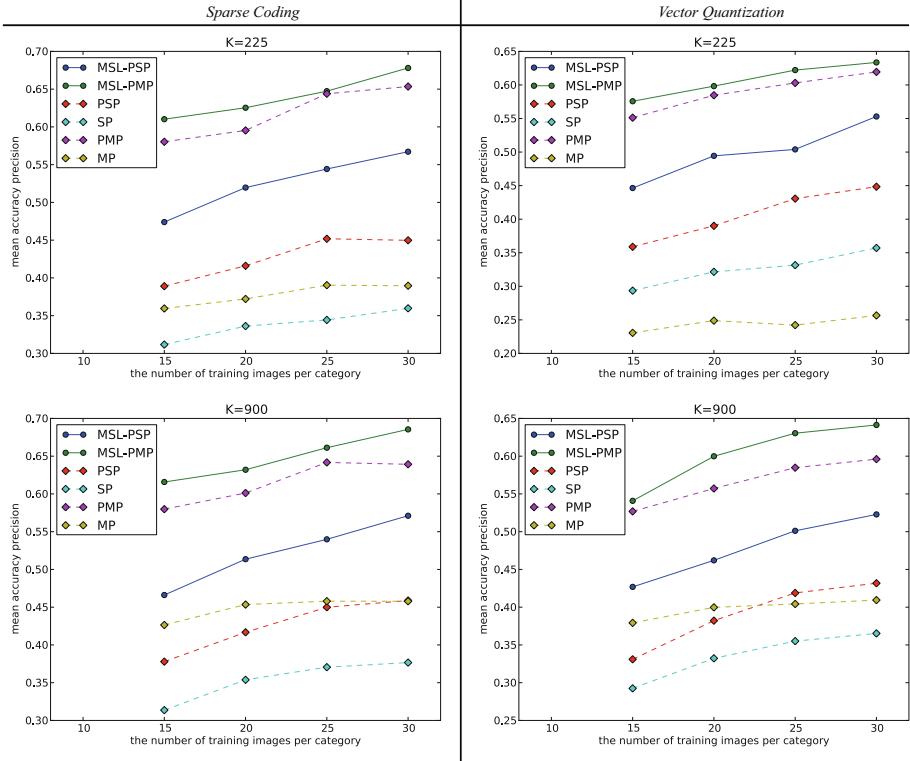 Sparse Coding
Vector Quantization
K=225
0.70
0.65
0.60
0.55
0.50
0.45
0.40
0.35
0.30
mean accuracy precision
MSL-PSP
MSL-PMP
PSP
SP
PMP
MP
10 15 20 25 30
the number of training images per category
K=225
0.65
0.60
0.55
0.50
0.45
0.40
0.35
0.30
0.25
0.20
mean accuracy precision
MSL-PSP
MSL-PMP
PSP
SP
PMP
MP
10 15 20 25 30
the number of training images per category
K=900
0.70
0.65
0.60
0.55
0.50
0.45
0.40
0.35
0.30
mean accuracy precision
MSL-PSP
MSL-PMP
PSP
SP
PMP
MP
10 15 20 25 30
the number of training images per category
K=900
0.65
0.60
0.55
0.50
0.45
0.40
0.35
0.30
0.25
mean accuracy precision
MSL-PSP
MSL-PMP
PSP
SP
PMP
MP
10 15 20 25 30
the number of training images per category